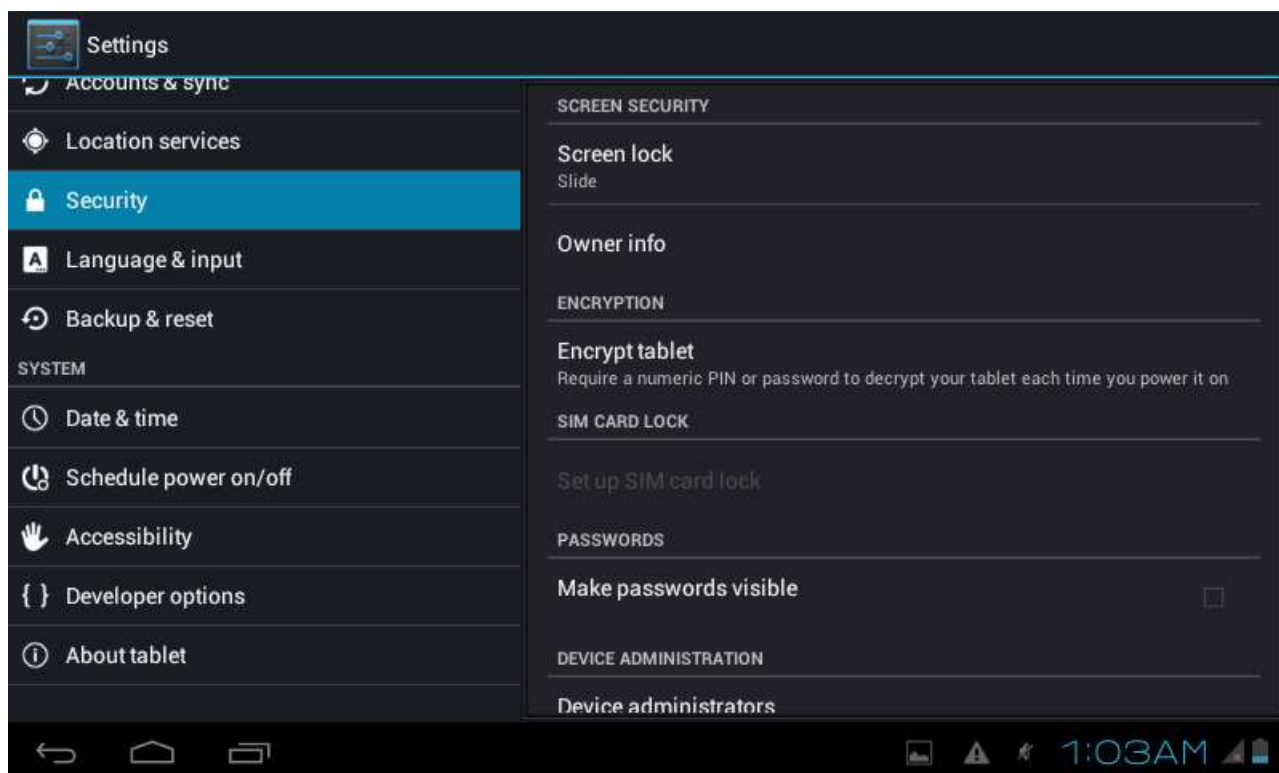 Settings
Accounts & sync
Location services
Security
Language & input
Backup & reset
SYSTEM
Date & time
Schedule power on/off
Accessibility
{ } Developer options
About tablet
SCREEN SECURITY
Screen lock
Slide
Owner info
ENCRYPTION
Encrypt tablet
Require a numeric PIN or password to decrypt your tablet each time you power it on
SIM CARD LOCK
Set up SIM card lock
PASSWORDS
Make passwords visible
DEVICE ADMINISTRATION
Device administrators
1:03AM